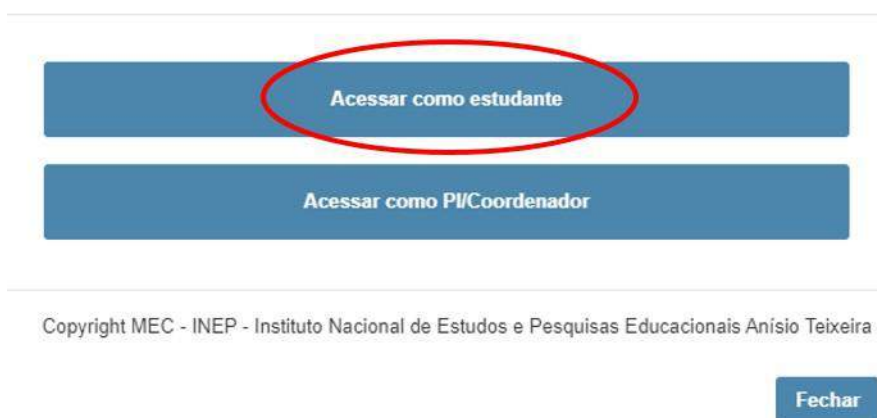 Acessar como estudante
Acessar como PI/Coordenador
Copyright MEC - INEP - Instituto Nacional de Estudos e Pesquisas Educacionais Anísio Teixeira
Fechar